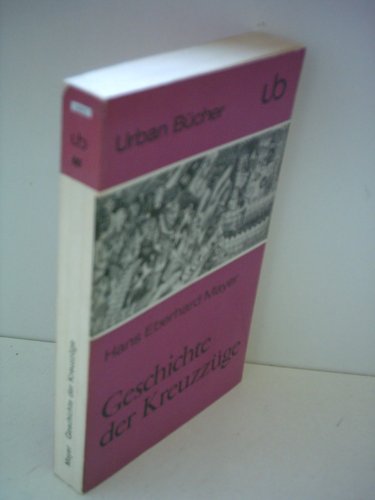 ub
Urban Bücher
Hans Eberhard Mayer
Geschichte
der Kreuzzüge
ub
Mayer Geschichte der Kreuzzüge